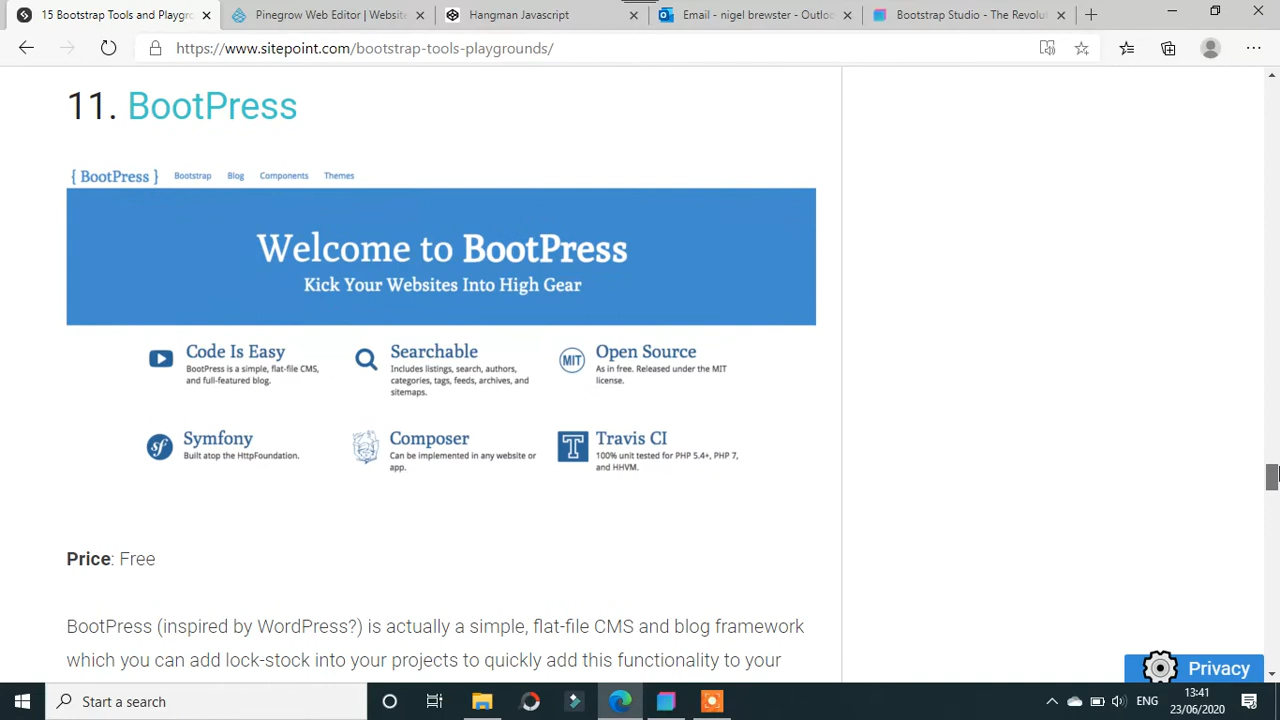 15 Bootstrap Tools and Playgro
Pinegrow Web Editor | Website
Hangman Javascript
Email - nigel brewster - Outloo
Bootstrap Studio - The Revolut
https://www.sitepoint.com/bootstrap-tools-playgrounds/
11. BootPress
{ BootPress }
Bootstrap
Blog
Components
Themes
Welcome to BootPress
Kick Your Websites Into High Gear
Code Is Easy
BootPress is a simple, flat-file CMS,
and full-featured blog.
Searchable
Includes listings, search, authors,
categories, tags, feeds, archives, and
sitemaps.
MIT
Open Source
As in free. Released under the MIT
license.
sf
Symfony
Built atop the HttpFoundation.
Composer
Can be implemented in any website or
app.
T
Travis CI
100% unit tested for PHP 5.4+, PHP 7,
and HHVM.
Price: Free
BootPress (inspired by WordPress?) is actually a simple, flat-file CMS and blog framework
which you can add lock-stock into your projects to quickly add this functionality to your
Privacy
Start a search
ENG
13:41
23/06/2020